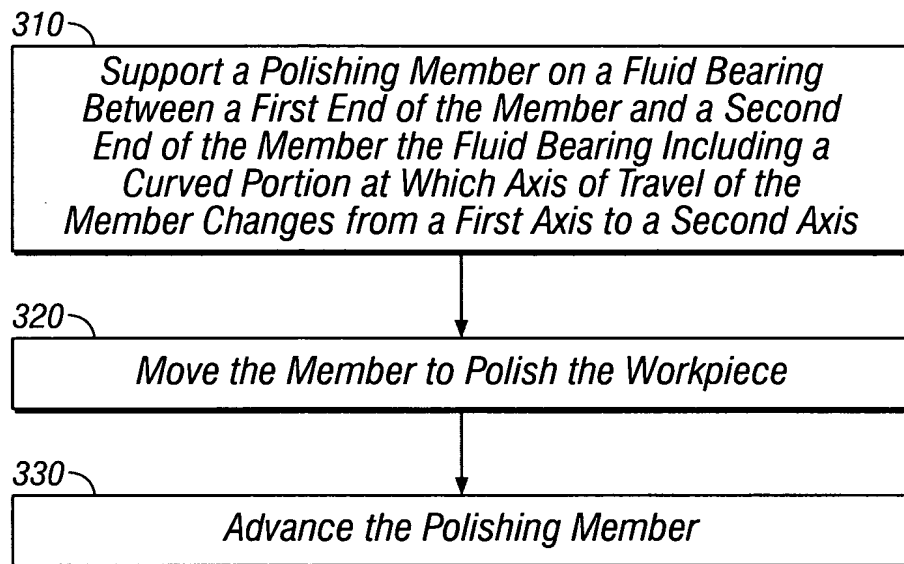 310
Support a Polishing Member on a Fluid Bearing
Between a First End of the Member and a Second
End of the Member the Fluid Bearing Including a
Curved Portion at Which Axis of Travel of the
Member Changes from a First Axis to a Second Axis
320
Move the Member to Polish the Workpiece
330
Advance the Polishing Member